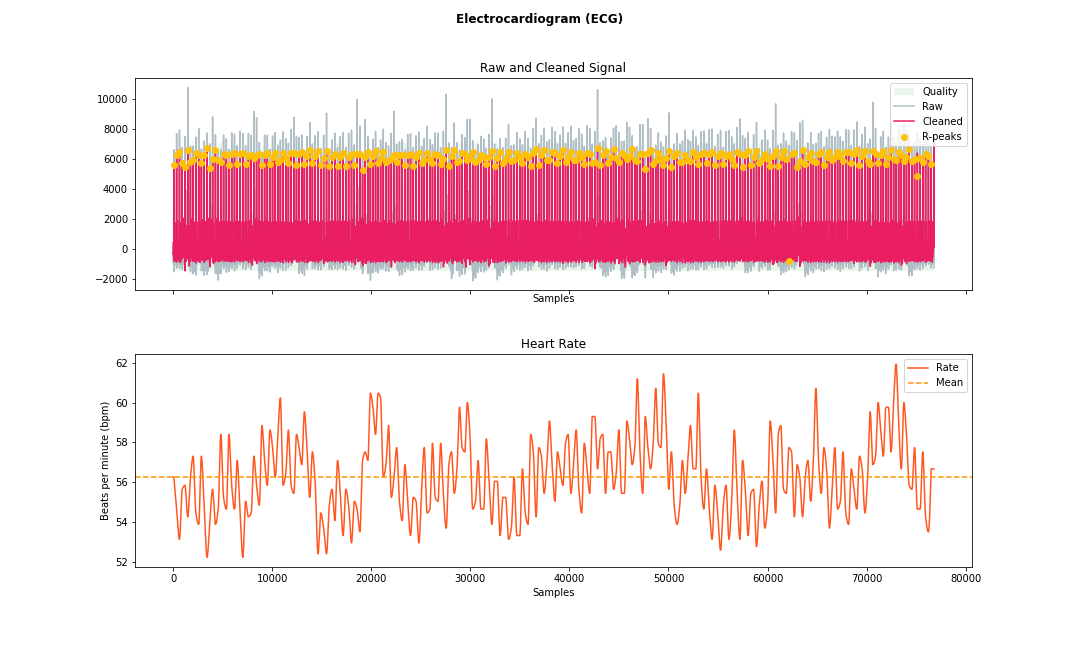 Electrocardiogram (ECG)
Raw and Cleaned Signal
10000
8000
6000
4000
2000
0
−2000
Quality
Raw
Cleaned
R-peaks
Samples
Heart Rate
Beats per minute (bpm)
62
60
58
56
54
52
Rate
Mean
0 10000 20000 30000 40000 50000 60000 70000 80000
Samples